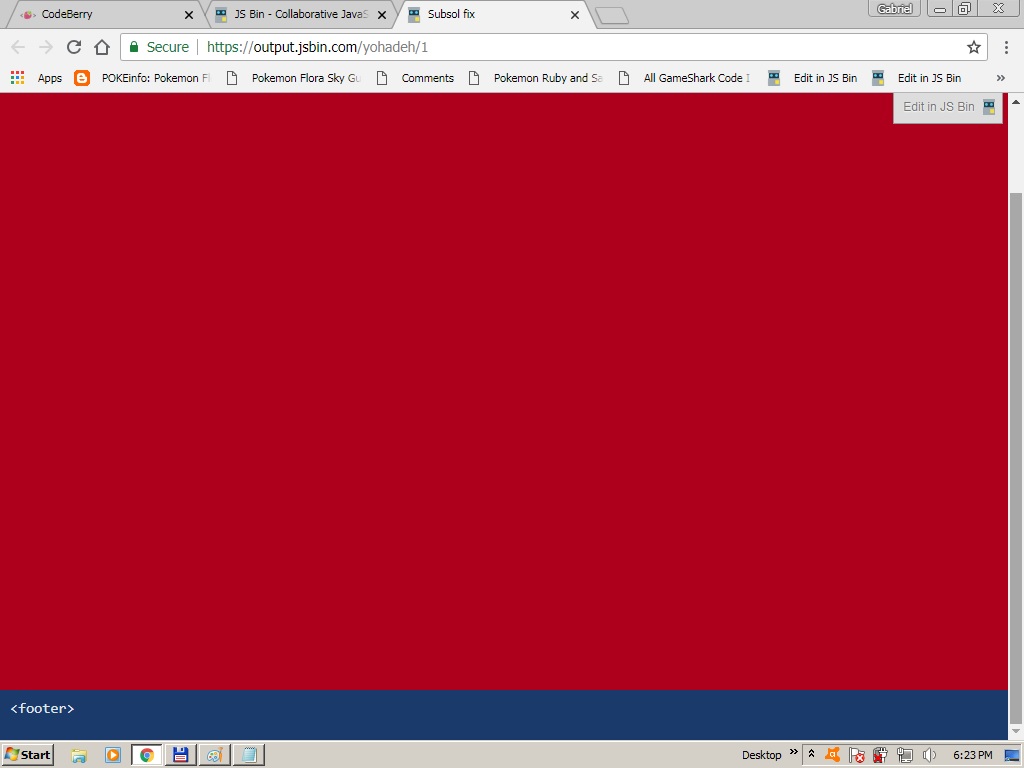 CodeBerry
JS Bin - Collaborative JavaS
Subsol fix
Gabriel
Secure
https://output.jsbin.com/yohadeh/1
Apps
POKEinfo: Pokemon Fl
Pokemon Flora Sky Gu
Comments
Pokemon Ruby and Sa
All GameShark Code I
Edit in JS Bin
Edit in JS Bin
»
Edit in JS Bin
<footer>
Start
Desktop
»
6:23 PM